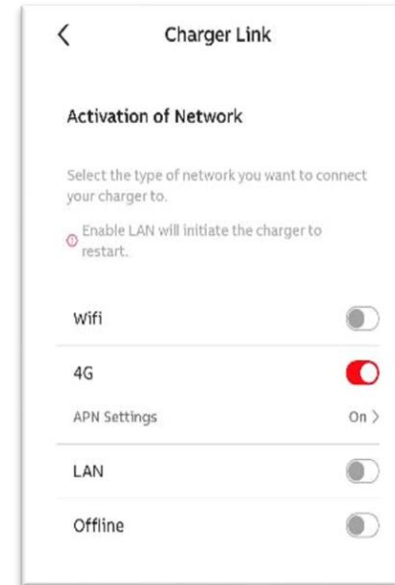 Charger Link
Activation of Network
Select the type of network you want to connect
your charger to.
Enable LAN will initiate the charger to
restart.
Wifi
4G
APN Settings On >
LAN
Offline